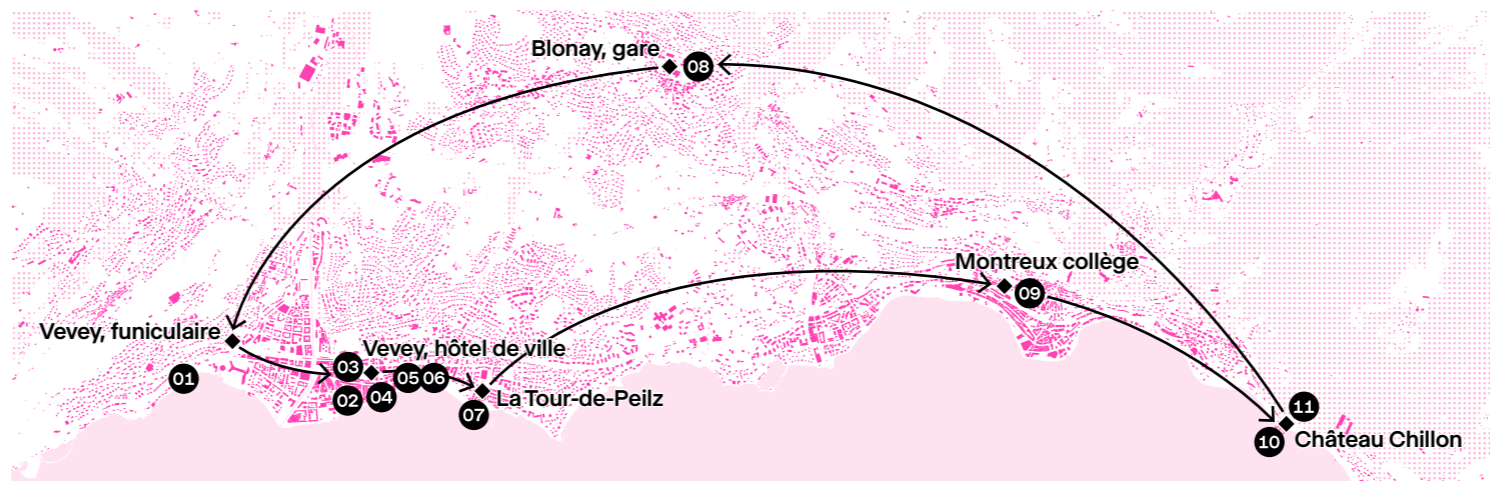 Blonay, gare
08
Montreux collège
09
Vevey, funiculaire
Vevey, hôtel de ville
03
01
05
06
02
04
La Tour-de-Peilz
07
11
10
Château Chillon